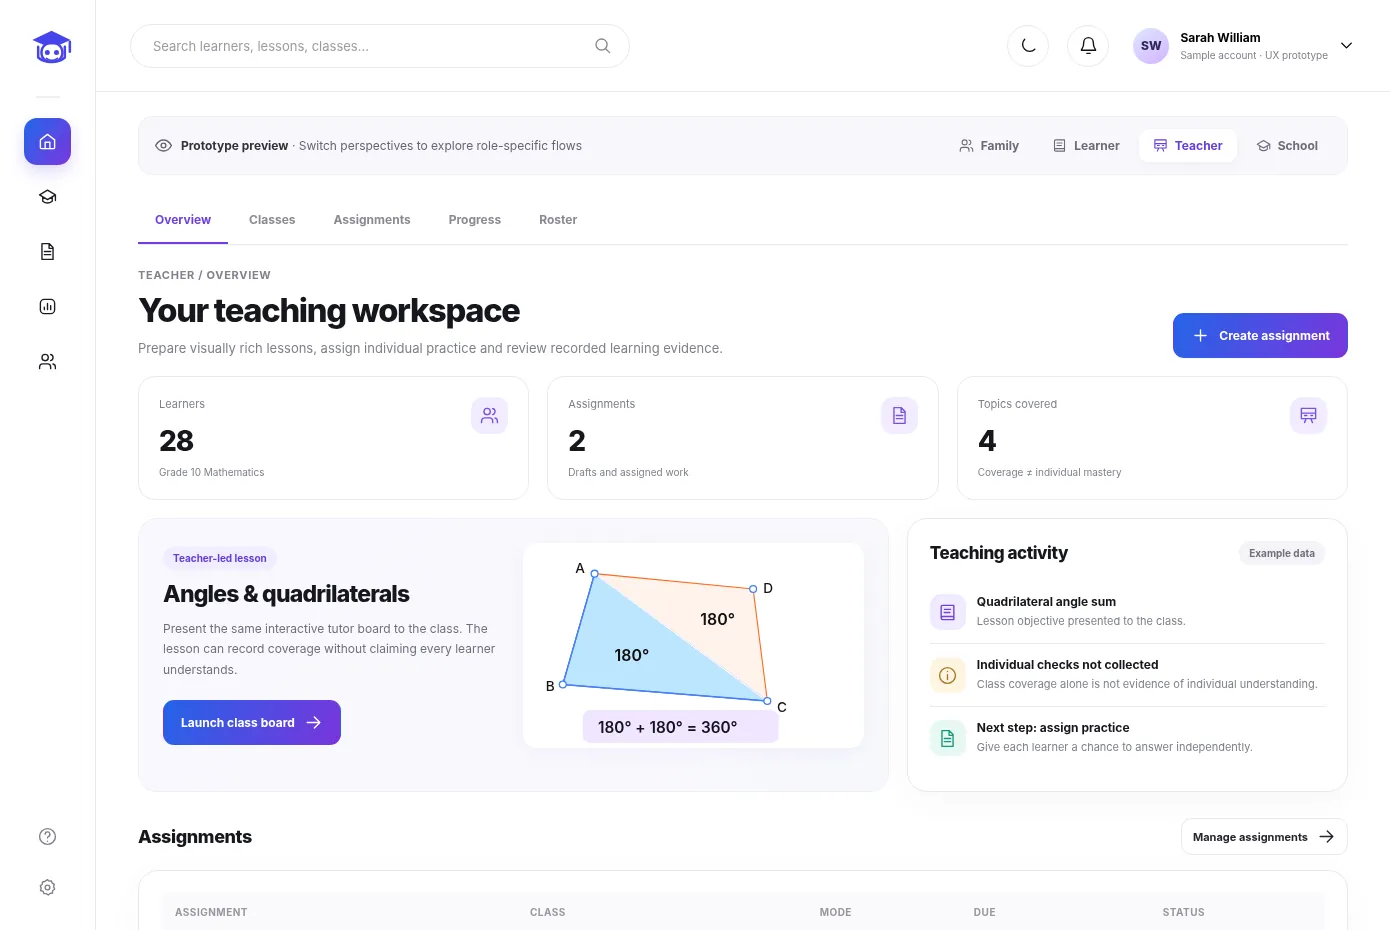 Search learners, lessons, classes...
SW
Sarah William
Sample account · UX prototype
Prototype preview · Switch perspectives to explore role-specific flows
Family
Learner
Teacher
School
Overview
Classes
Assignments
Progress
Roster
TEACHER / OVERVIEW
Your teaching workspace
Prepare visually rich lessons, assign individual practice and review recorded learning evidence.
Create assignment
Learners
28
Grade 10 Mathematics
Assignments
2
Drafts and assigned work
Topics covered
4
Coverage ≠ individual mastery
Teacher-led lesson
Angles & quadrilaterals
Present the same interactive tutor board to the class. The
lesson can record coverage without claiming every learner
understands.
Launch class board
A
D
180°
180°
B
C
180° + 180° = 360°
Teaching activity
Example data
Quadrilateral angle sum
Lesson objective presented to the class.
Individual checks not collected
Class coverage alone is not evidence of individual understanding.
Next step: assign practice
Give each learner a chance to answer independently.
Assignments
Manage assignments
ASSIGNMENT
CLASS
MODE
DUE
STATUS